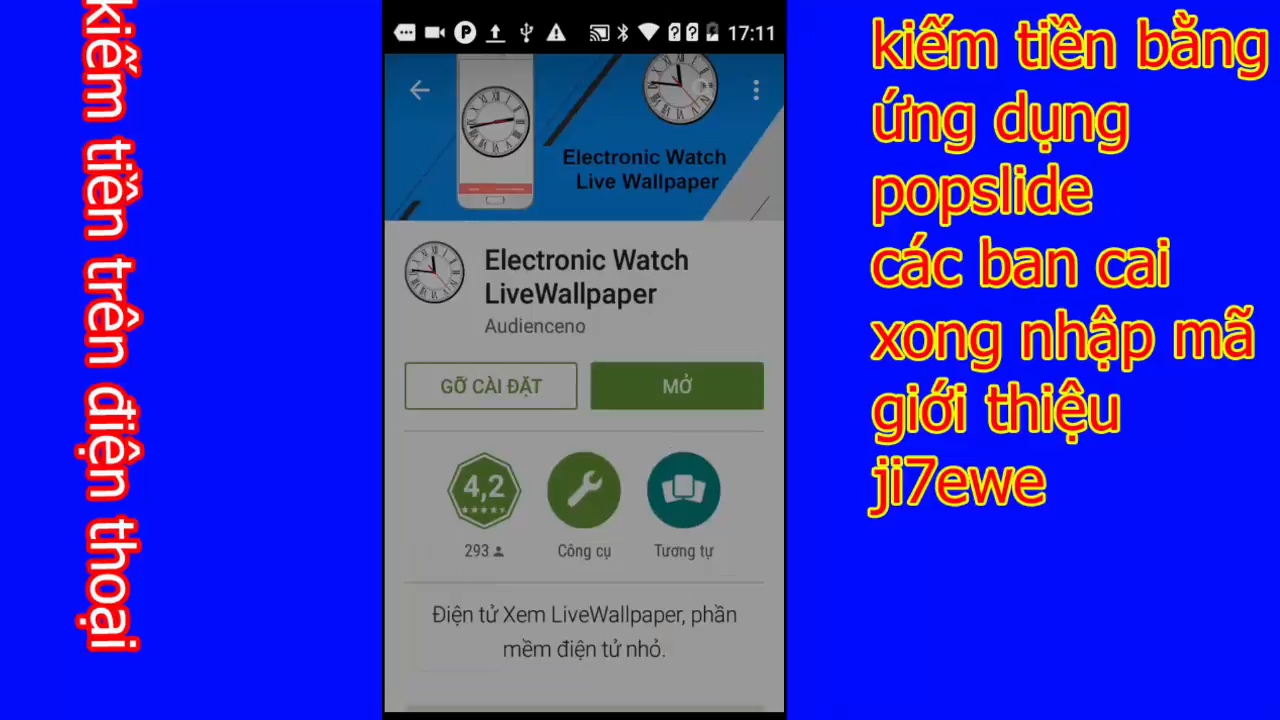 kiếm tiền trên điện thoại
17:11
Electronic Watch
Live Wallpaper
Electronic Watch
LiveWallpaper
Audienceno
GỠ CÀI ĐẶT
MỞ
4,2
293
Công cụ
Tương tự
Điện tử Xem LiveWallpaper, phần
mềm điện tử nhỏ.
kiếm tiền bằng
ứng dụng
popslide
các ban cai
xong nhập mã
giới thiệu
ji7ewe